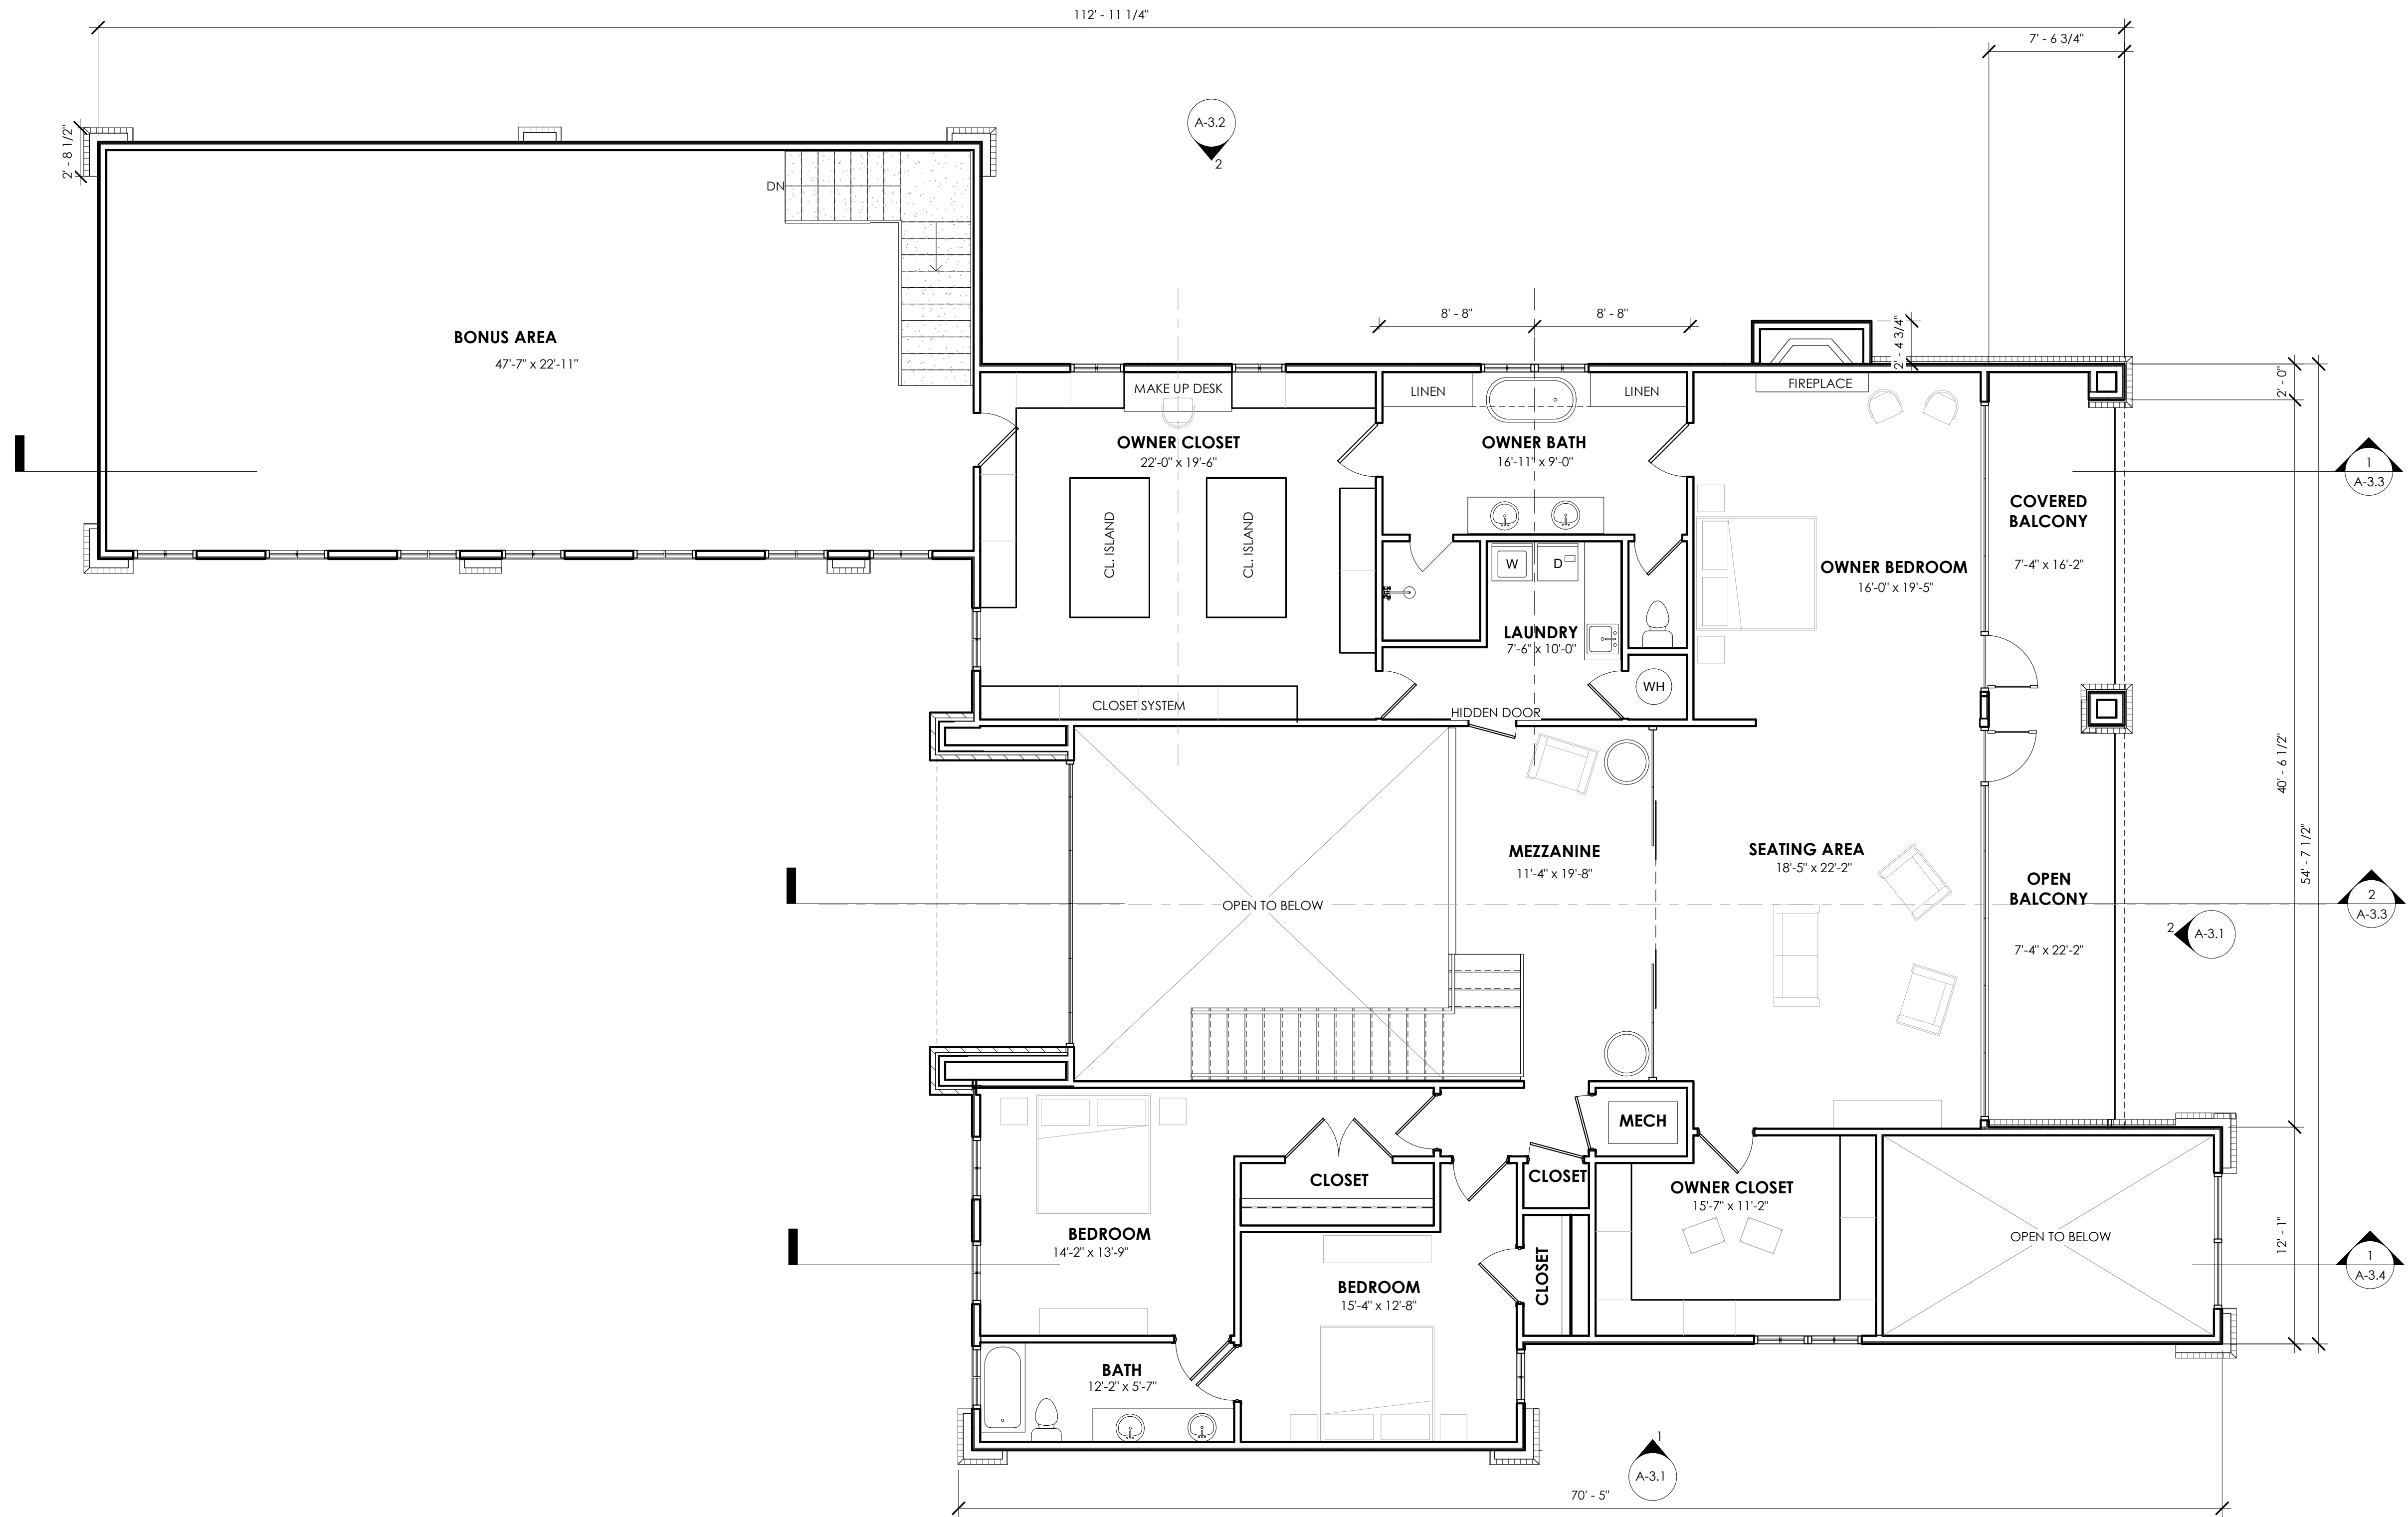 112' - 11 1/4"
7' - 6 3/4"
2' - 8 1/2"
A-3.2
2
DN
BONUS AREA
47'-7" x 22'-11"
8' - 8"
8' - 8"
2' - 4 3/4"
2' - 0"
MAKE UP DESK
LINEN
LINEN
FIREPLACE
OWNER CLOSET
22'-0" x 19'-6"
OWNER BATH
16'-11" x 9'-0"
1
A-3.3
COVERED
BALCONY
7'-4" x 16'-2"
CL. ISLAND
CL. ISLAND
W
D
OWNER BEDROOM
16'-0" x 19'-5"
LAUNDRY
7'-6" x 10'-0"
WH
CLOSET SYSTEM
HIDDEN DOOR
40' - 6 1/2"
54' - 7 1/2"
MEZZANINE
11'-4" x 19'-8"
SEATING AREA
18'-5" x 22'-2"
OPEN
BALCONY
7'-4" x 22'-2"
OPEN TO BELOW
2
A-3.3
2
A-3.1
MECH
CLOSET
CLOSET
OWNER CLOSET
15'-7" x 11'-2"
BEDROOM
14'-2" x 13'-9"
OPEN TO BELOW
12' - 1"
1
A-3.4
CLOSET
BEDROOM
15'-4" x 12'-8"
BATH
12'-2" x 5'-7"
1
A-3.1
70' - 5"